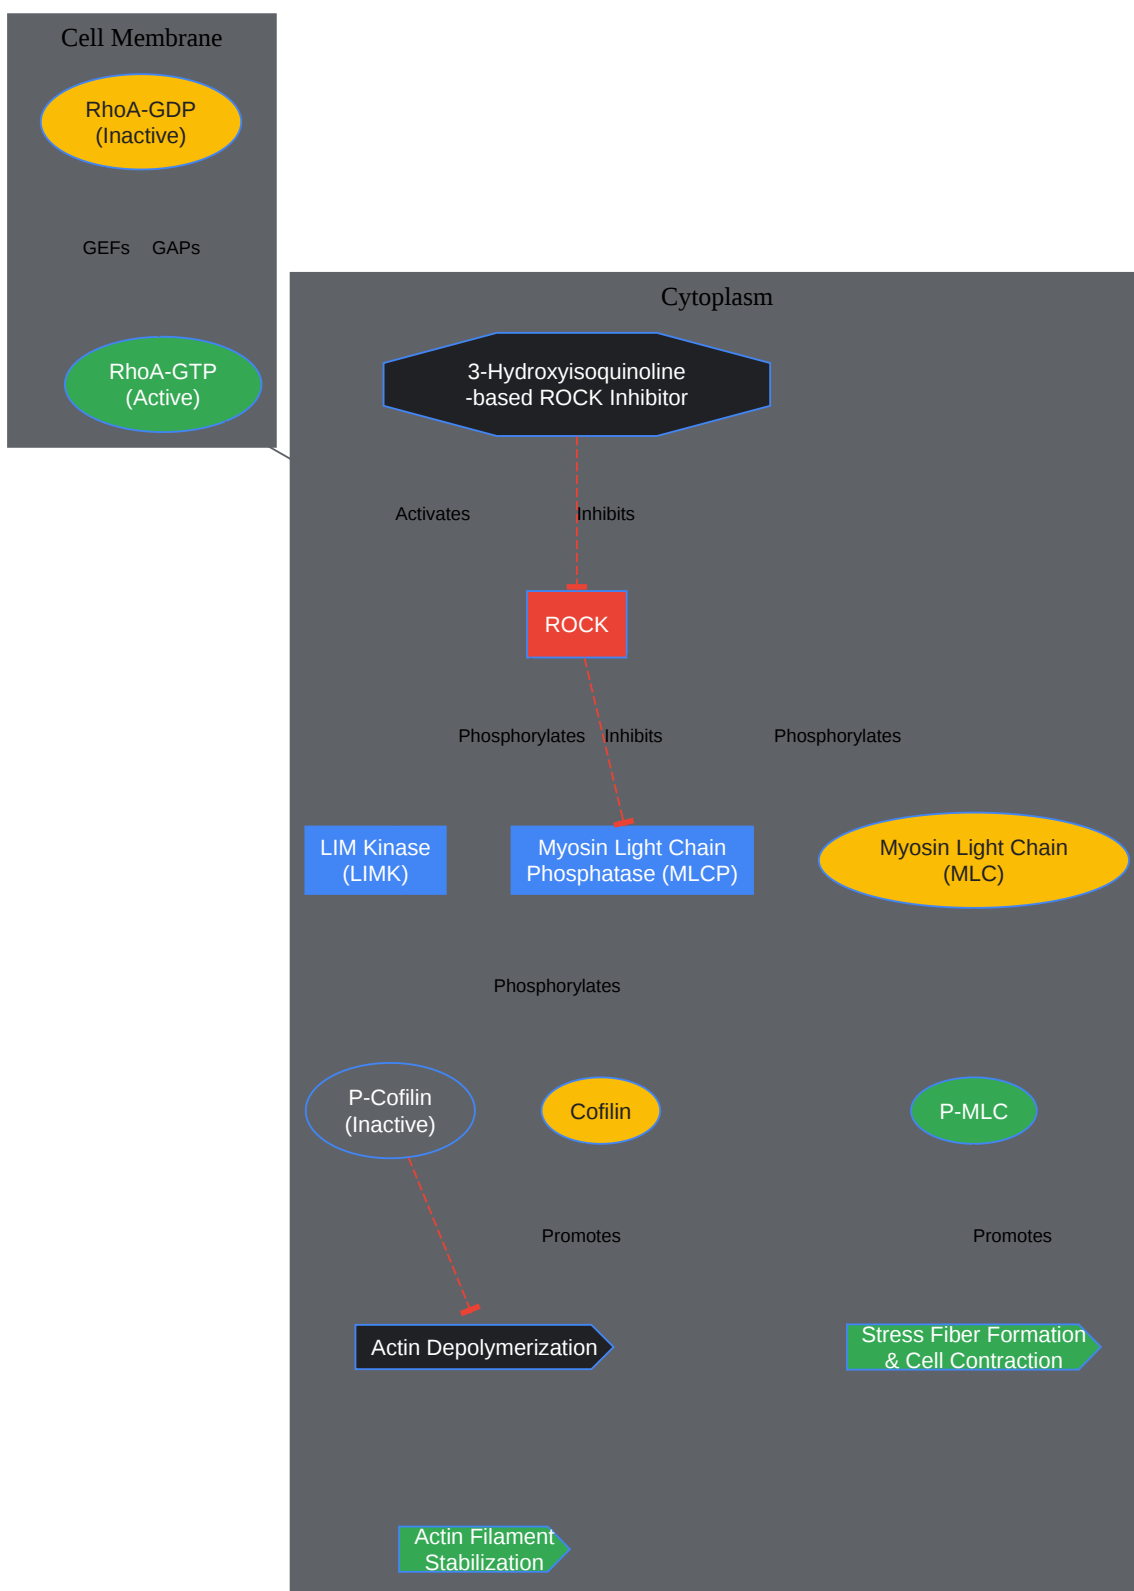 Cell Membrane
RhoA-GDP
(Inactive)
GEFs
GAPs
RhoA-GTP
(Active)
Cytoplasm
3-Hydroxyisoquinoline
-based ROCK Inhibitor
Activates
Inhibits
ROCK
Phosphorylates
Inhibits
Phosphorylates
LIM Kinase
(LIMK)
Myosin Light Chain
Phosphatase (MLCP)
Myosin Light Chain
(MLC)
Phosphorylates
P-Cofilin
(Inactive)
Cofilin
P-MLC
Promotes
Promotes
Actin Depolymerization
Stress Fiber Formation
& Cell Contraction
Actin Filament
Stabilization